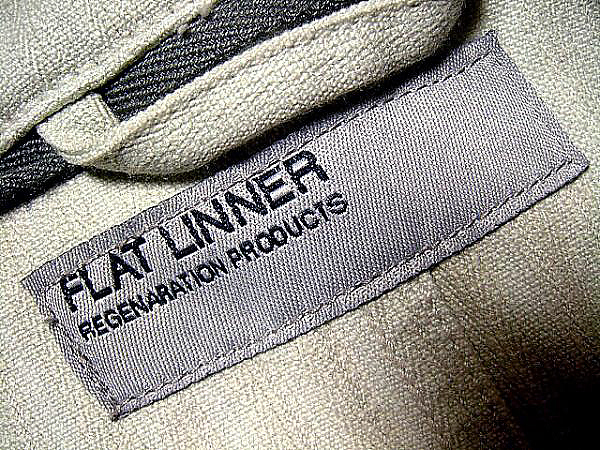 FLAT LINNER
REGENARATION PRODUCTS